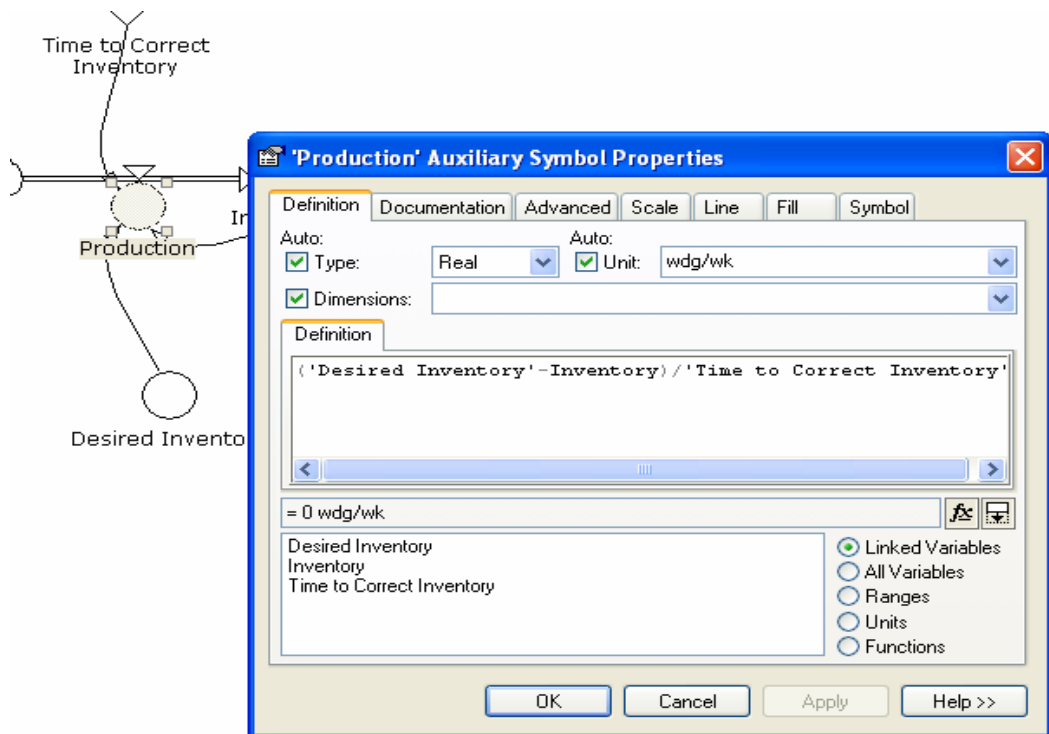 Time to Correct
Inventory
Production
Desired Invento
'Production' Auxiliary Symbol Properties
Definition Documentation Advanced Scale Line Fill Symbol
Auto: Auto:
Type: Real Unit: wdg/wk
Dimensions:
Definition
('Desired Inventory'-Inventory)/'Time to Correct Inventory'
= 0 wdg/wk fx
Desired Inventory
Inventory
Time to Correct Inventory
Linked Variables
All Variables
Ranges
Units
Functions
OK Cancel Apply Help >>